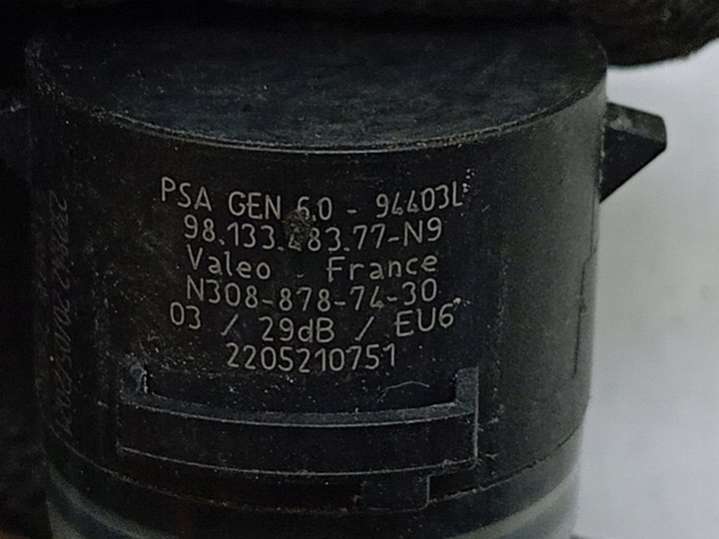 PSA GEN 6.0 - 94403L
98.133.483.77-N9
Valeo - France
N308-878-74-30
03 / 29dB / EU6
2205210751